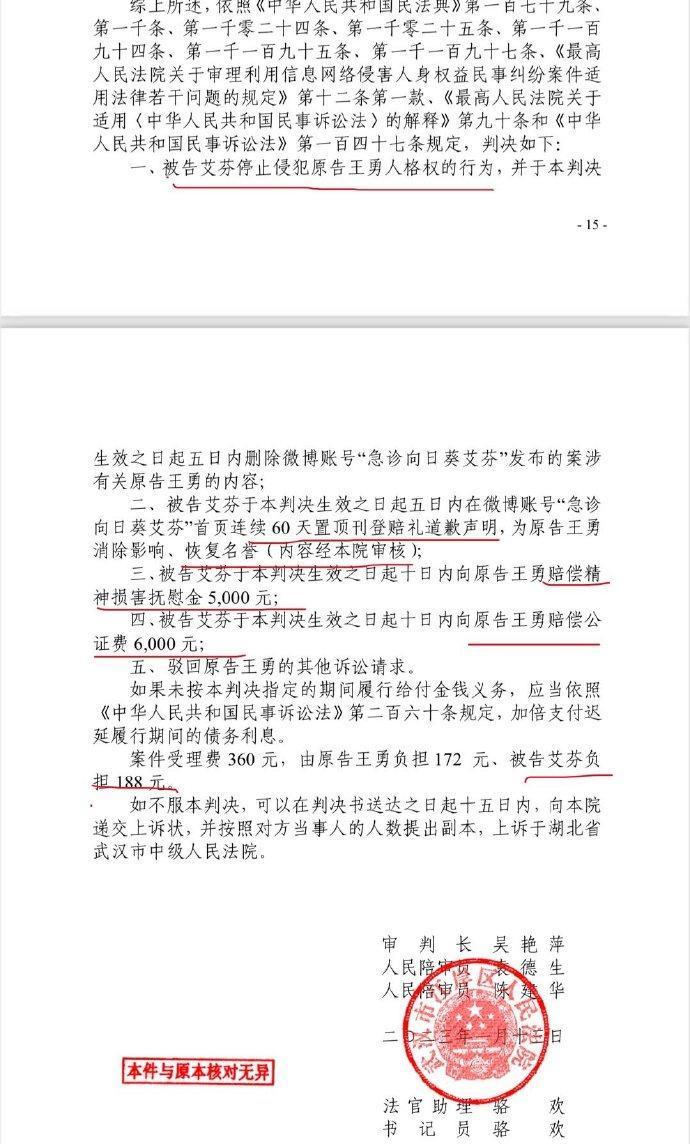 综上所述，依照《中华人民共和国民法典》第一百七十九条、
第一千条、第一千零二十四条、第一千零二十五条、第一千一百
九十四条、第一千一百九十五条、第一千一百九十七条、《最高
人民法院关于审理利用信息网络侵害人身权益民事纠纷案件适
用法律若干问题的规定》第十二条第一款、《最高人民法院关于
适用〈中华人民共和国民事诉讼法〉的解释》第九十条和《中华
人民共和国民事诉讼法》第一百四十七条规定，判决如下：
一、被告艾芬停止侵犯原告王勇人格权的行为，并于本判决
- 15 -
生效之日起五日内删除微博账号“急诊向日葵艾芬”发布的案涉
有关原告王勇的内容；
二、被告艾芬于本判决生效之日起五日内在微博账号“急诊
向日葵艾芬”首页连续 60 天置顶刊登赔礼道歉声明，为原告王勇
消除影响、恢复名誉（内容经本院审核）；
三、被告艾芬于本判决生效之日起十日内向原告王勇赔偿精
神损害抚慰金 5,000 元；
四、被告艾芬于本判决生效之日起十日内向原告王勇赔偿公
证费 6,000 元；
五、驳回原告王勇的其他诉讼请求。
如果未按本判决指定的期间履行给付金钱义务，应当依照
《中华人民共和国民事诉讼法》第二百六十条规定，加倍支付迟
延履行期间的债务利息。
案件受理费 360 元，由原告王勇负担 172 元、被告艾芬负
担 188 元。
如不服本判决，可以在判决书送达之日起十五日内，向本院
递交上诉状，并按照对方当事人的人数提出副本，上诉于湖北省
武汉市中级人民法院。
审 判 长 吴 艳 萍
人民陪审员 袁 德 生
人民陪审员 陈 建 华
武汉市江岸区人民法院
二〇二三年一月十三日
本件与原本核对无异
法 官 助 理 骆 欢
书 记 员 骆 欢